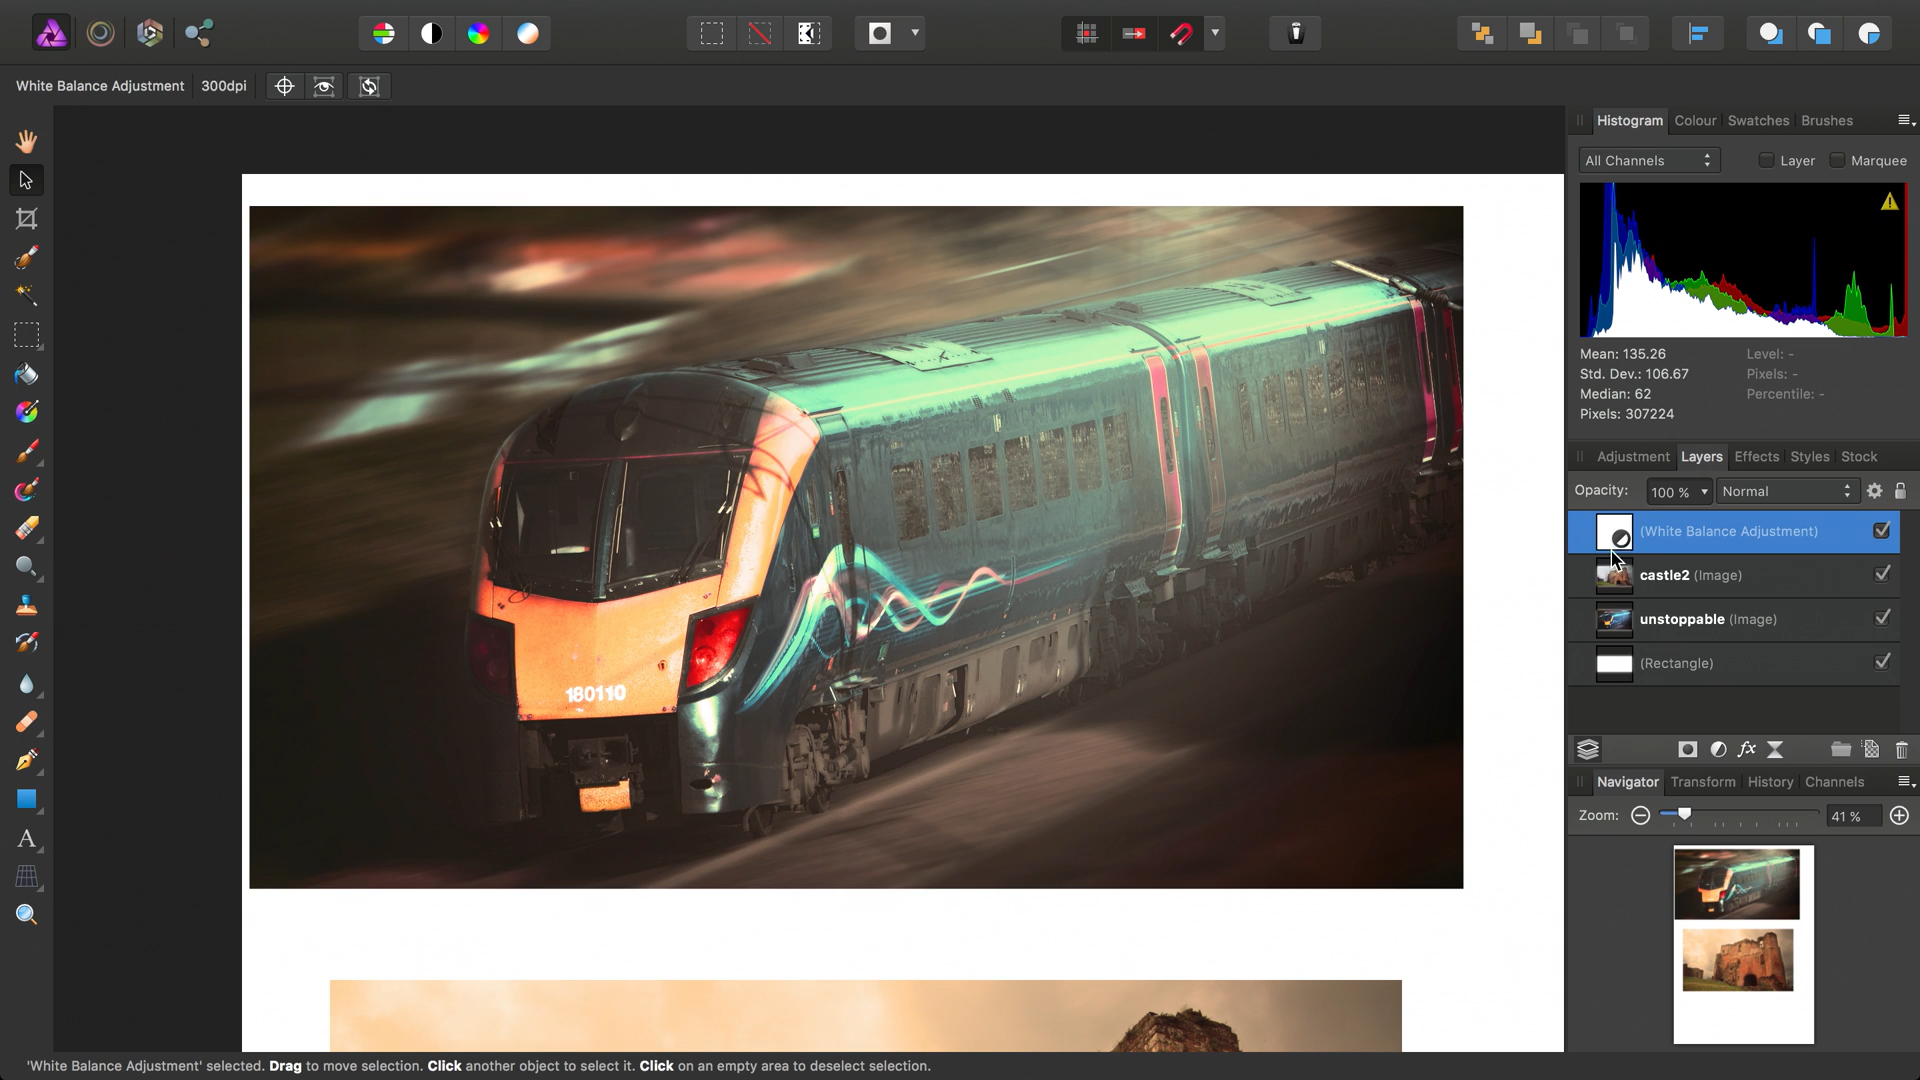 White Balance Adjustment 300dpi
Histogram Colour Swatches Brushes
All Channels Layer Marquee
Mean: 135.26 Level: -
Std. Dev.: 106.67 Pixels: -
Median: 62 Percentile: -
Pixels: 307224
Adjustment Layers Effects Styles Stock
Opacity: 100 % Normal
(White Balance Adjustment)
castle2 (Image)
unstoppable (Image)
(Rectangle)
fx
Navigator Transform History Channels
Zoom: 41 %
A
180110
'White Balance Adjustment' selected. Drag to move selection. Click another object to select it. Click on an empty area to deselect selection.